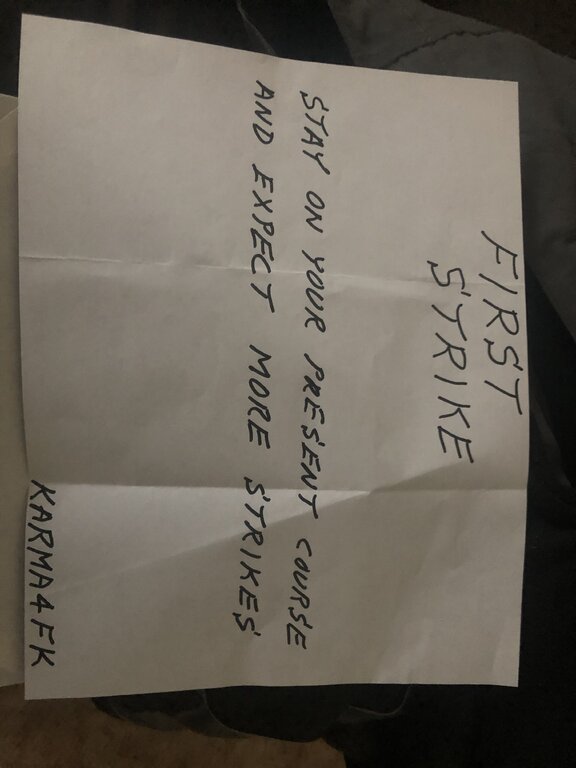 FIRST
STRIKE
STAY ON YOUR PRESENT COURSE
AND EXPECT MORE STRIKES
KARMA4FK